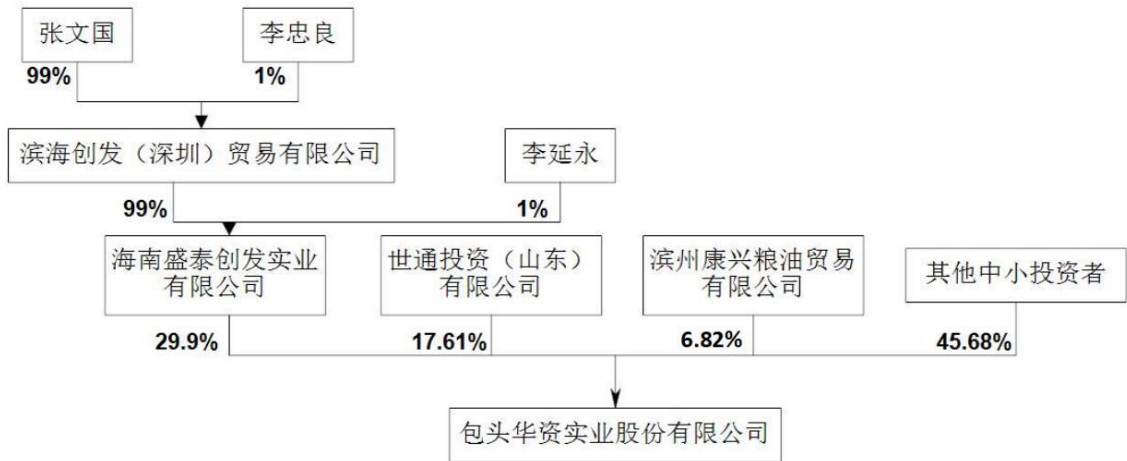 张文国
李忠良
99%
1%
滨海创发（深圳）贸易有限公司
李延永
99%
1%
海南盛泰创发实业
有限公司
世通投资（山东）
有限公司
滨州康兴粮油贸易
有限公司
其他中小投资者
29.9%
17.61%
6.82%
45.68%
包头华资实业股份有限公司